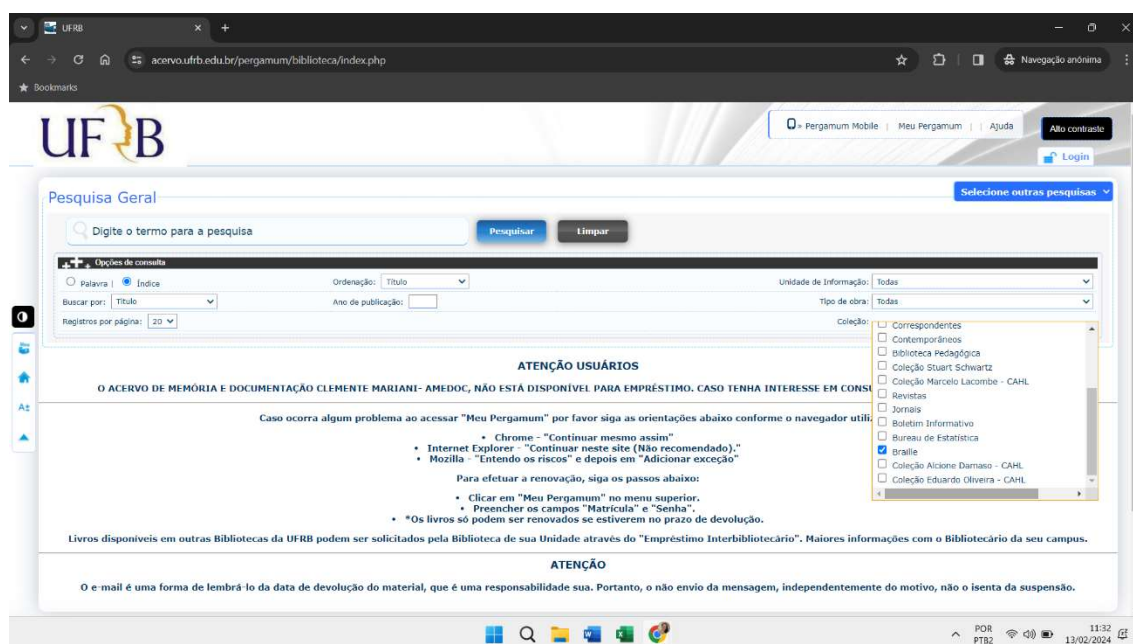 UFRB
acervo.ufrb.edu.br/pergamum/biblioteca/index.php
Navegação anônima
Bookmarks
UFRB
Pergamum Mobile | Meu Pergamum | | Ajuda
Alto contraste
Login
Pesquisa Geral
Selecione outras pesquisas
Digite o termo para a pesquisa
Pesquisar
Limpar
Opções de consulta
Palavra | Índice
Ordenação: Título
Unidade de Informação: Todas
Buscar por: Título
Ano de publicação:
Tipo de obra: Todas
Registros por página: 20
Coleção:
Correspondentes
Contemporâneos
Biblioteca Pedagógica
Coleção Stuart Schwartz
Coleção Marcelo Lacombe - CAHL
Revistas
Jornais
Boletim Informativo
Bureau de Estatística
Braille
Coleção Alcione Damaso - CAHL
Coleção Eduardo Oliveira - CAHL
A±
ATENÇÃO USUÁRIOS
O ACERVO DE MEMÓRIA E DOCUMENTAÇÃO CLEMENTE MARIANI- AMEDOC, NÃO ESTÁ DISPONÍVEL PARA EMPRÉSTIMO. CASO TENHA INTERESSE EM CONSU
Caso ocorra algum problema ao acessar "Meu Pergamum" por favor siga as orientações abaixo conforme o navegador utili
• Chrome - "Continuar mesmo assim"
• Internet Explorer - "Continuar neste site (Não recomendado)."
• Mozilla - "Entendo os riscos" e depois em "Adicionar exceção"
Para efetuar a renovação, siga os passos abaixo:
• Clicar em "Meu Pergamum" no menu superior.
• Preencher os campos "Matrícula" e "Senha".
• *Os livros só podem ser renovados se estiverem no prazo de devolução.
Livros disponíveis em outras Bibliotecas da UFRB podem ser solicitados pela Biblioteca de sua Unidade através do "Empréstimo Interbibliotecário". Maiores informações com o Bibliotecário da seu campus.
ATENÇÃO
O e-mail é uma forma de lembrá-lo da data de devolução do material, que é uma responsabilidade sua. Portanto, o não envio da mensagem, independentemente do motivo, não o isenta da suspensão.
POR
PTB2
11:32
13/02/2024